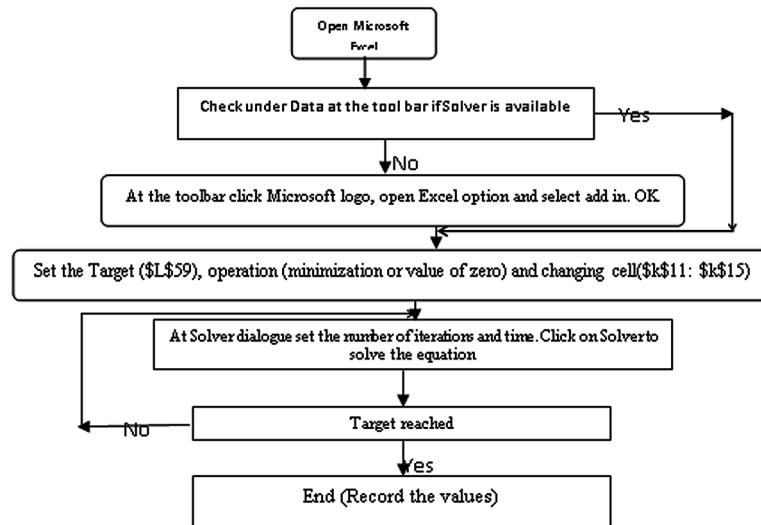 Open Microsoft
Excel
Check under Data at the tool bar if Solver is available
Yes
No
At the toolbar click Microsoft logo, open Excel option and select add in. OK
Set the Target ($L$59), operation (minimization or value of zero) and changing cell($k$11: $k$15)
At Solver dialogue set the number of iterations and time. Click on Solver to
solve the equation
Target reached
No
Yes
End (Record the values)